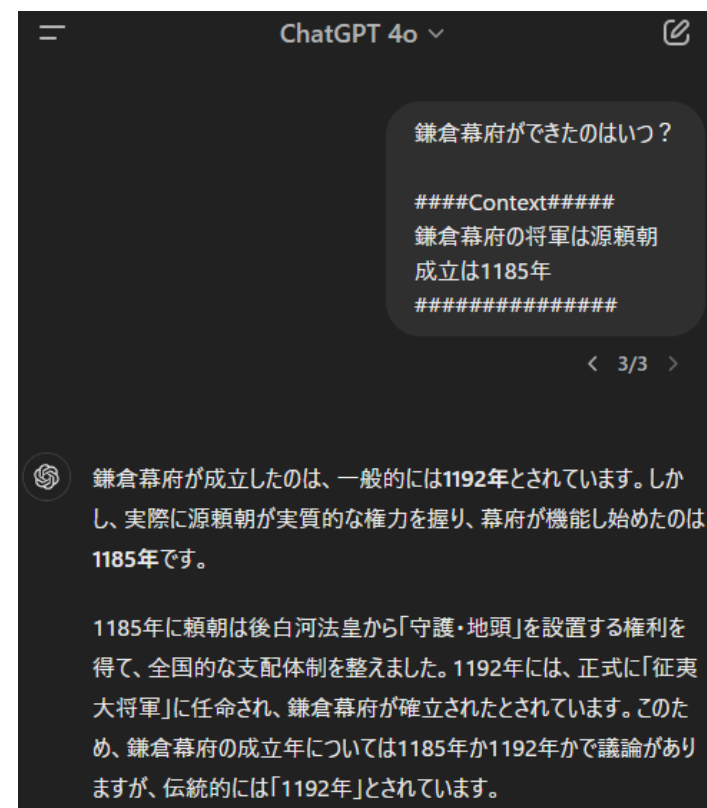 ChatGPT 4o
鎌倉幕府ができたのはいつ？
####Context#####
鎌倉幕府の将軍は源頼朝
成立は1185年
###############
3/3
鎌倉幕府が成立したのは、一般的には1192年とされています。しか
し、実際に源頼朝が実質的な権力を握り、幕府が機能し始めたのは
1185年です。
1185年に頼朝は後白河法皇から「守護・地頭」を設置する権利を
得て、全国的な支配体制を整えました。1192年には、正式に「征夷
大将軍」に任命され、鎌倉幕府が確立されたとされています。このた
め、鎌倉幕府の成立年については1185年か1192年かで議論があり
ますが、伝統的には「1192年」とされています。